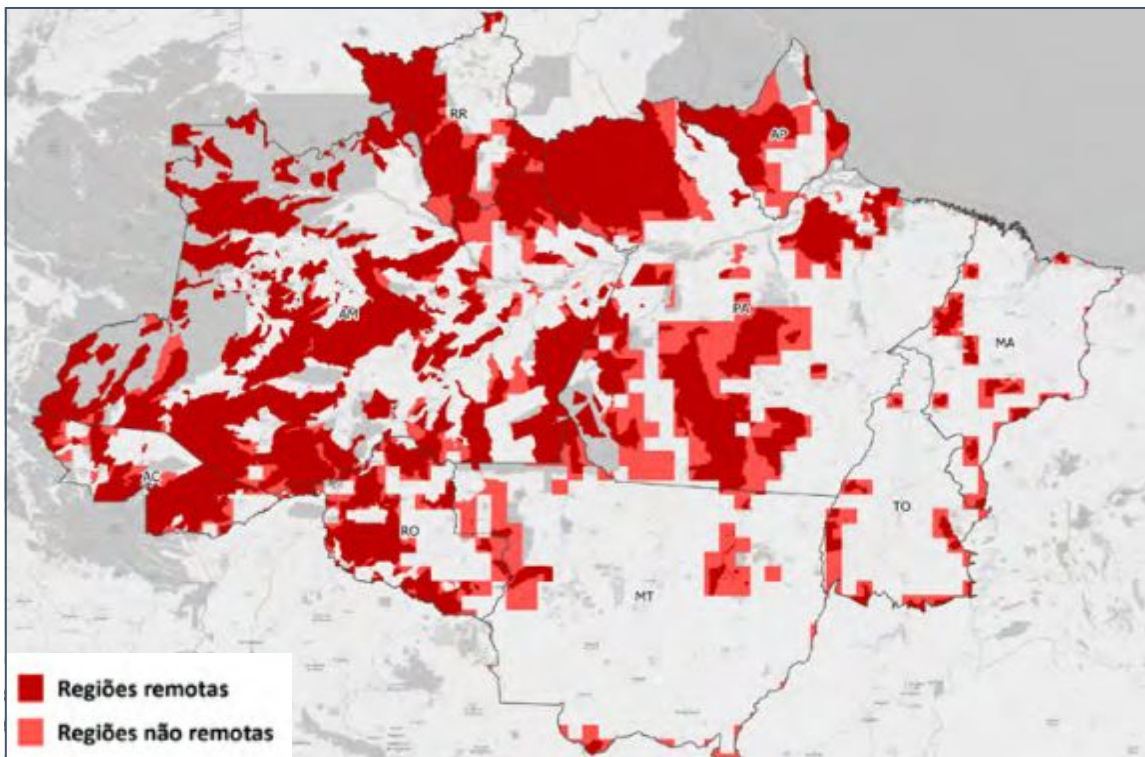 RR
AP
AM
PA
MA
AC
TO
RO
MT
Regiões remotas
Regiões não remotas